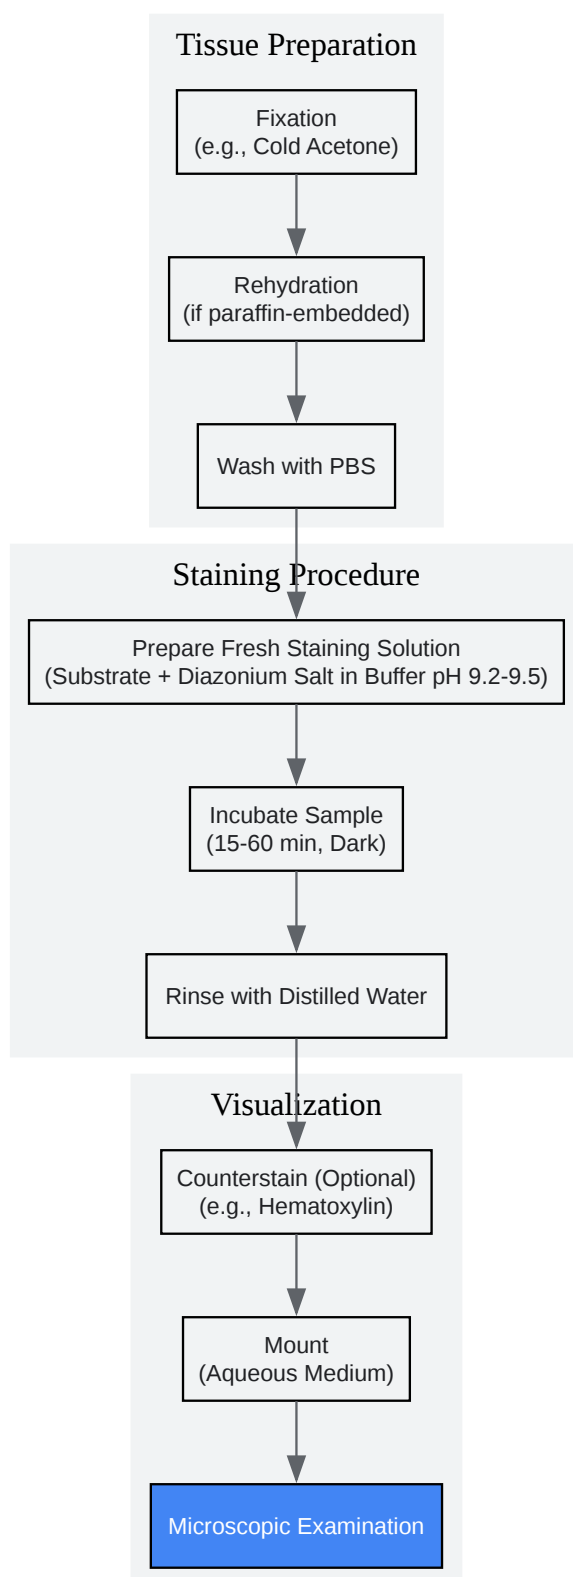 Tissue Preparation
Fixation
(e.g., Cold Acetone)
Rehydration
(if paraffin-embedded)
Wash with PBS
Staining Procedure
Prepare Fresh Staining Solution
(Substrate + Diazonium Salt in Buffer pH 9.2-9.5)
Incubate Sample
(15-60 min, Dark)
Rinse with Distilled Water
Visualization
Counterstain (Optional)
(e.g., Hematoxylin)
Mount
(Aqueous Medium)
Microscopic Examination